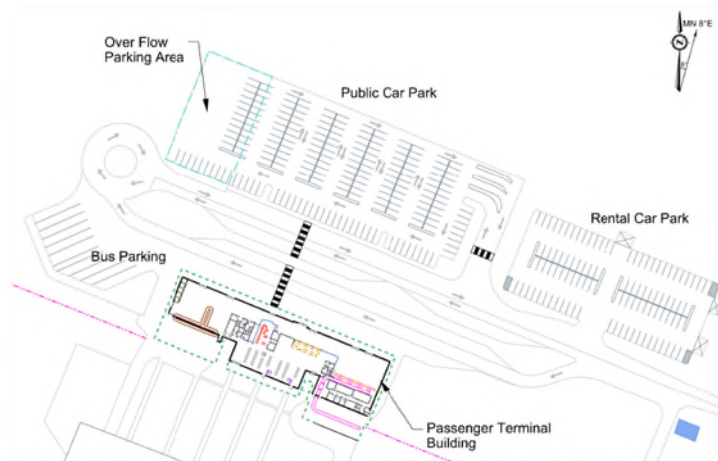 MN 8°E
Over Flow
Parking Area
Public Car Park
Rental Car Park
Bus Parking
Passenger Terminal
Building